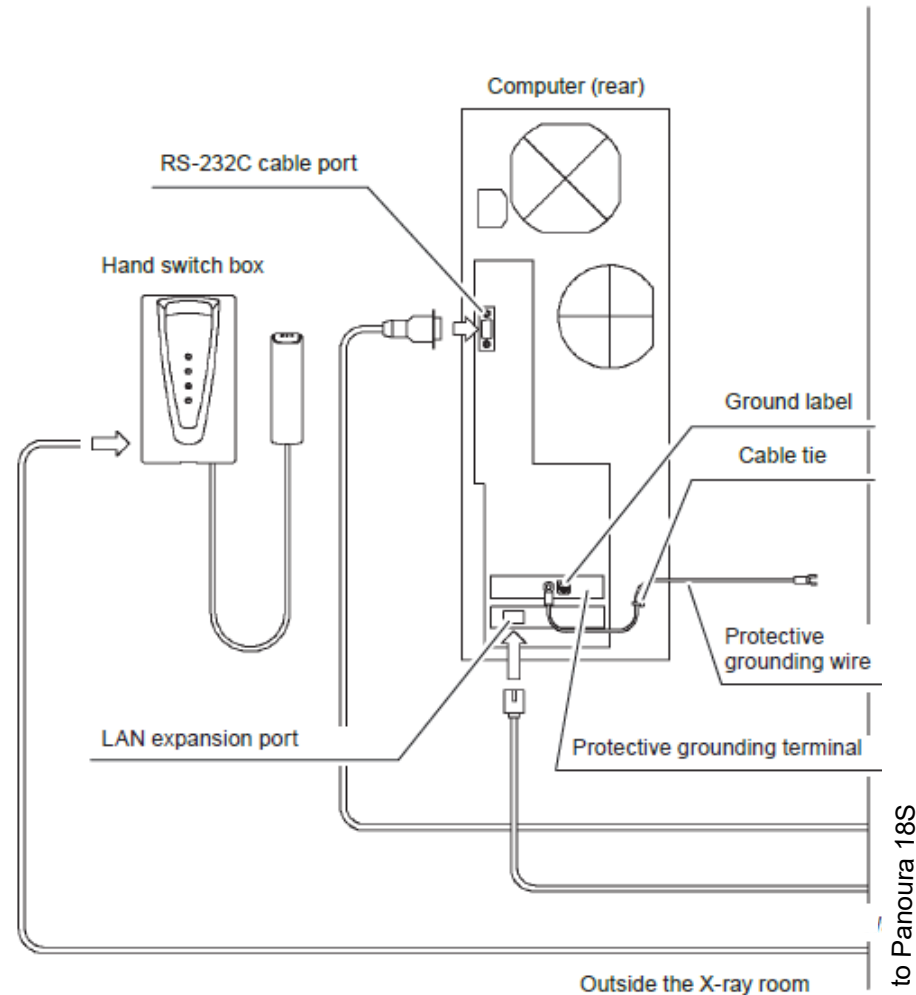 Computer (rear)
RS-232C cable port
Hand switch box
Ground label
Cable tie
Protective
grounding wire
LAN expansion port
Protective grounding terminal
to Panoura 18S
Outside the X-ray room